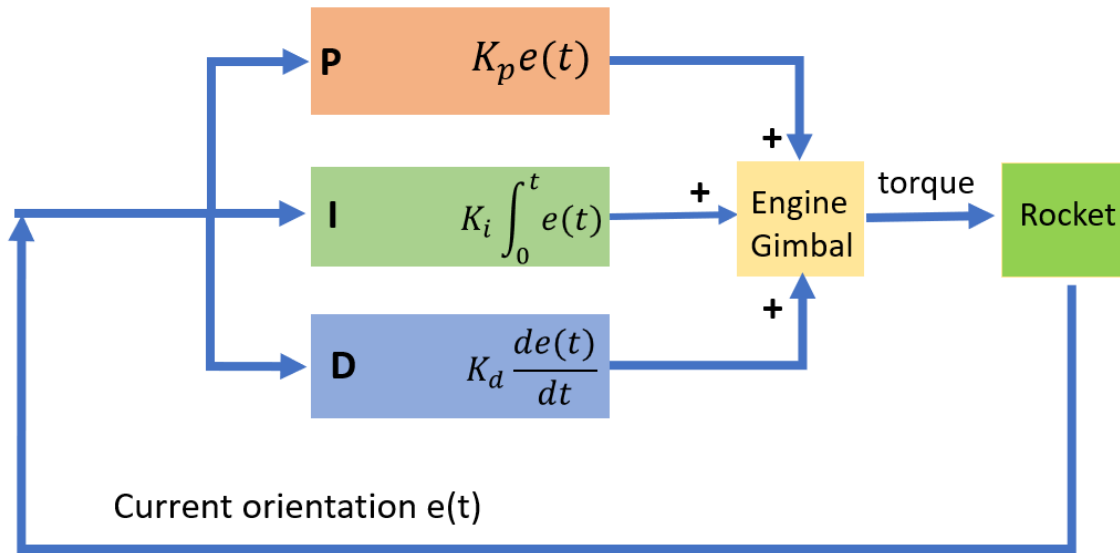 P K_p e(t)
+
I K_i ∫_0^t e(t)
+
Engine
Gimbal
torque
Rocket
+
D K_d de(t)/dt
Current orientation e(t)